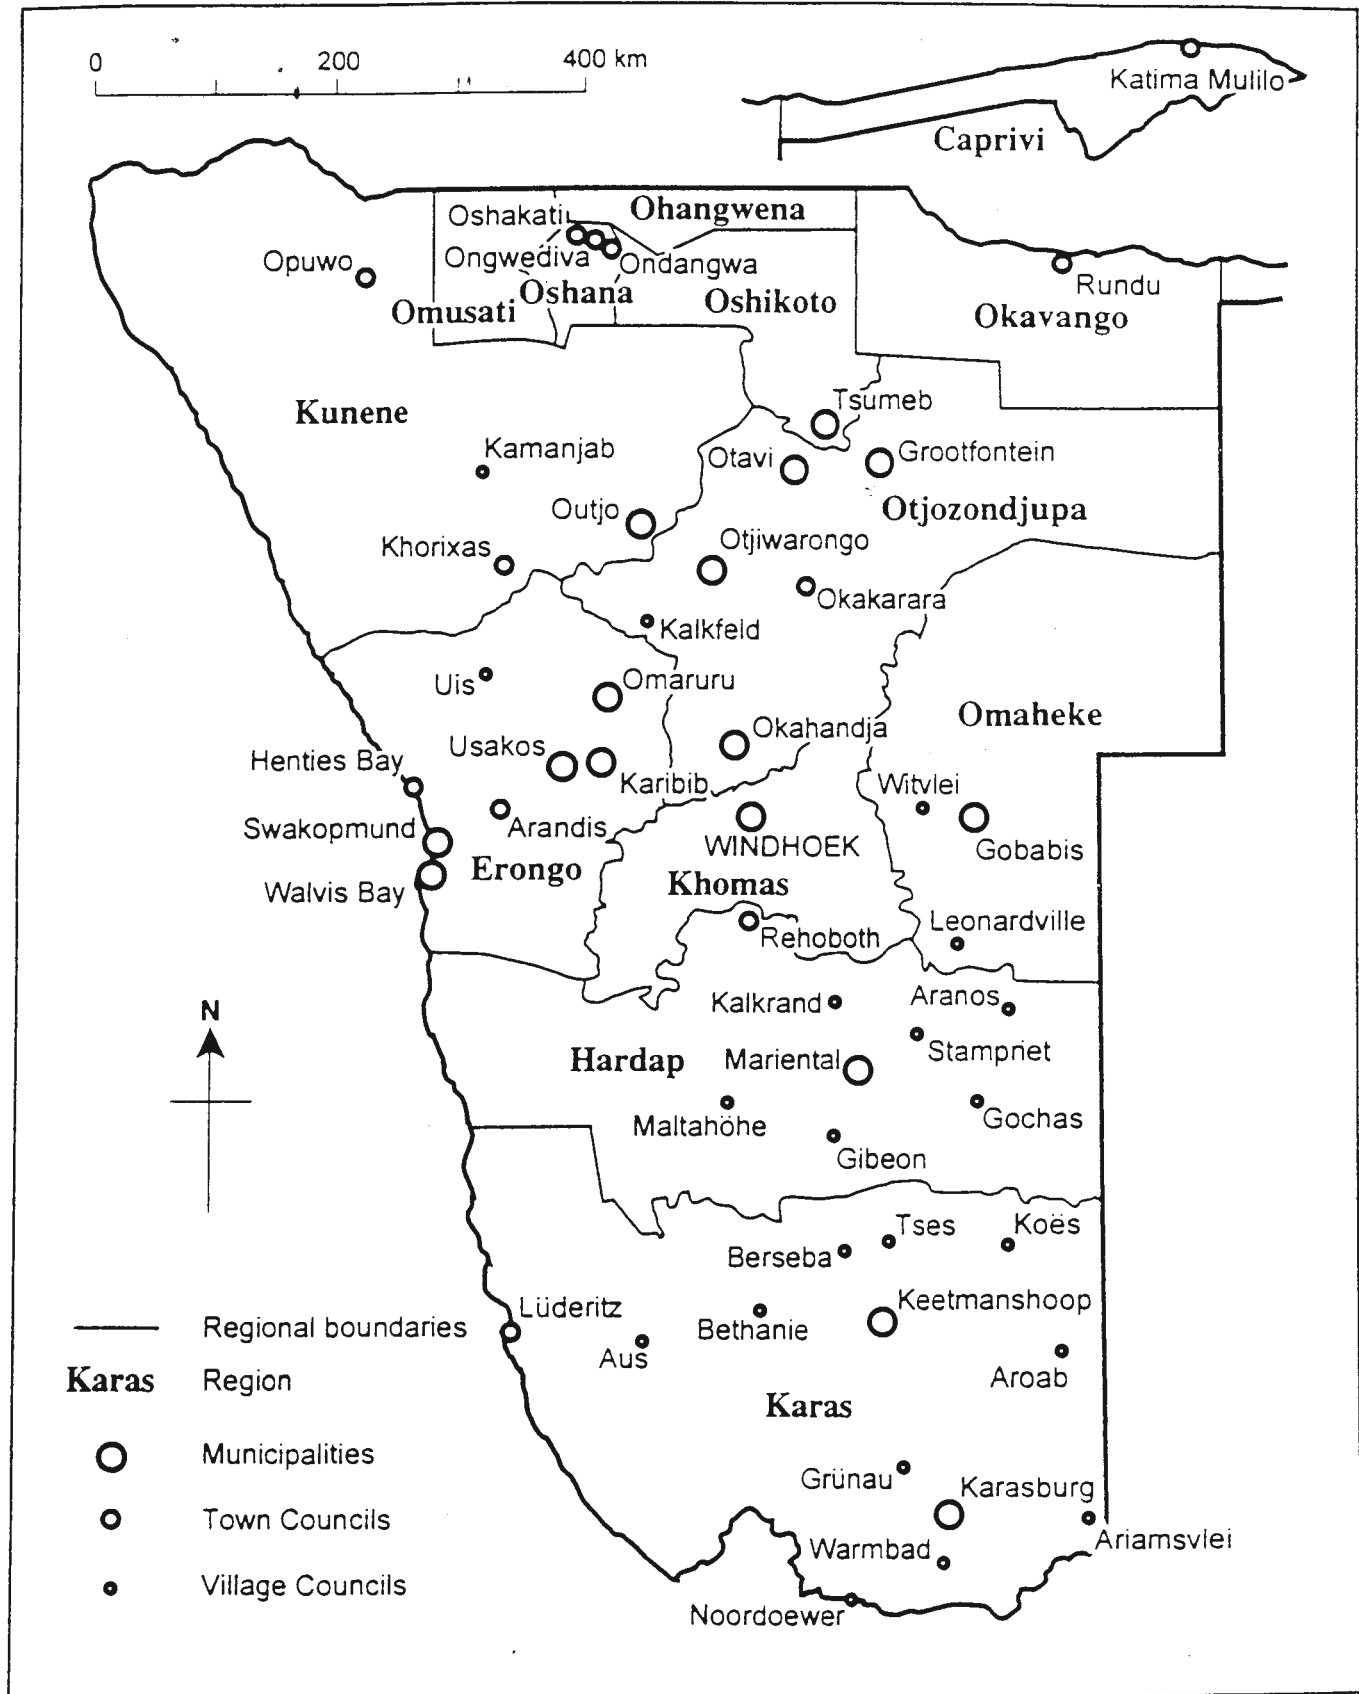 0 200 400 km
Katima Mulilo
Caprivi
Oshakati
Ohangwena
Opuwo
Ongwediva
Ondangwa
Rundu
Oshana
Omusati
Oshikoto
Okavango
Kunene
Tsumeb
Kamanjab
Otavi
Grootfontein
Outjo
Otjozondjupa
Khorixas
Otjiwarongo
Okakarara
Kalkfeld
Uis
Omaruru
Omaheke
Okahandja
Usakos
Henties Bay
Karibib
Witvlei
Swakopmund
Arandis
WINDHOEK
Gobabis
Erongo
Khomas
Walvis Bay
Leonardville
Rehoboth
Kalkrand
Aranos
N
Stampriet
Hardap
Mariental
Gochas
Maltahöhe
Gibeon
Tses
Koës
Berseba
Lüderitz
Keetmanshoop
Regional boundaries
Bethanie
Aus
Karas Region
Aroab
Karas
Municipalities
Grünau
Karasburg
Town Councils
Ariamsvlei
Warmbad
Village Councils
Noordoewer